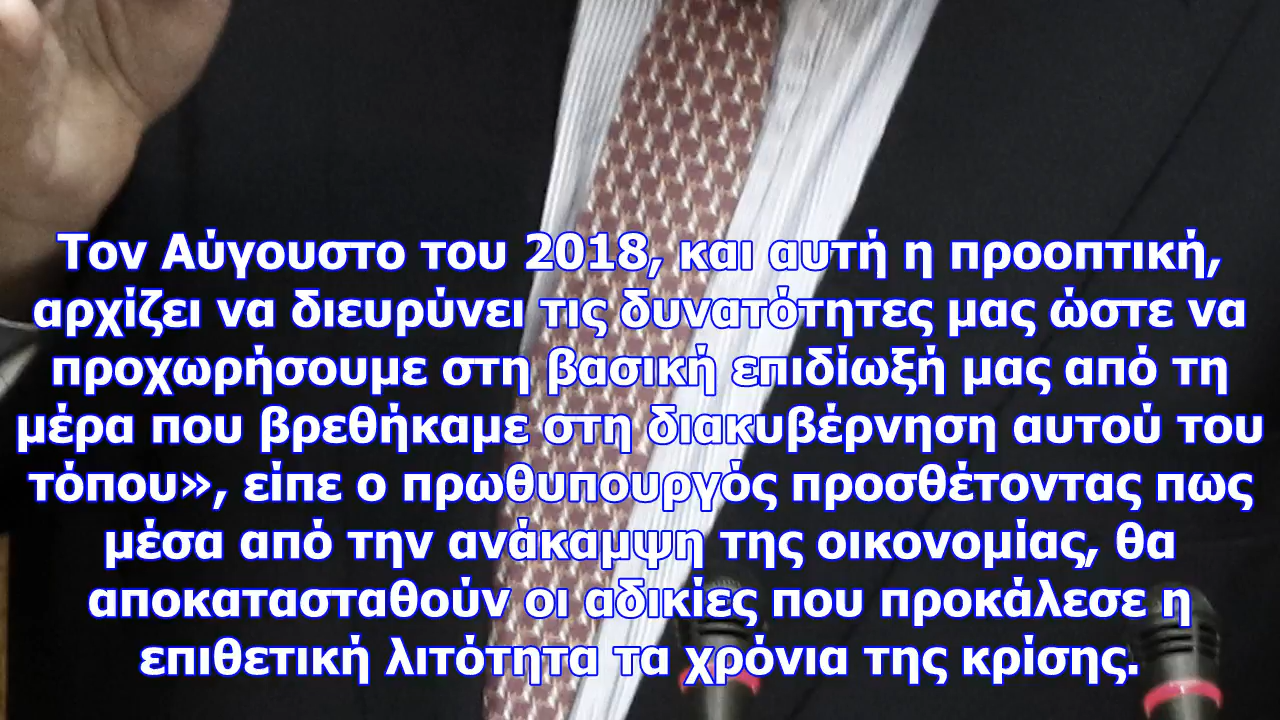 Τον Αύγουστο του 2018, και αυτή η προοπτική,
αρχίζει να διευρύνει τις δυνατότητες μας ώστε να
προχωρήσουμε στη βασική επιδίωξή μας από τη
μέρα που βρεθήκαμε στη διακυβέρνηση αυτού του
τόπου», είπε ο πρωθυπουργός προσθέτοντας πως
μέσα από την ανάκαμψη της οικονομίας, θα
αποκατασταθούν οι αδικίες που προκάλεσε η
επιθετική λιτότητα τα χρόνια της κρίσης.